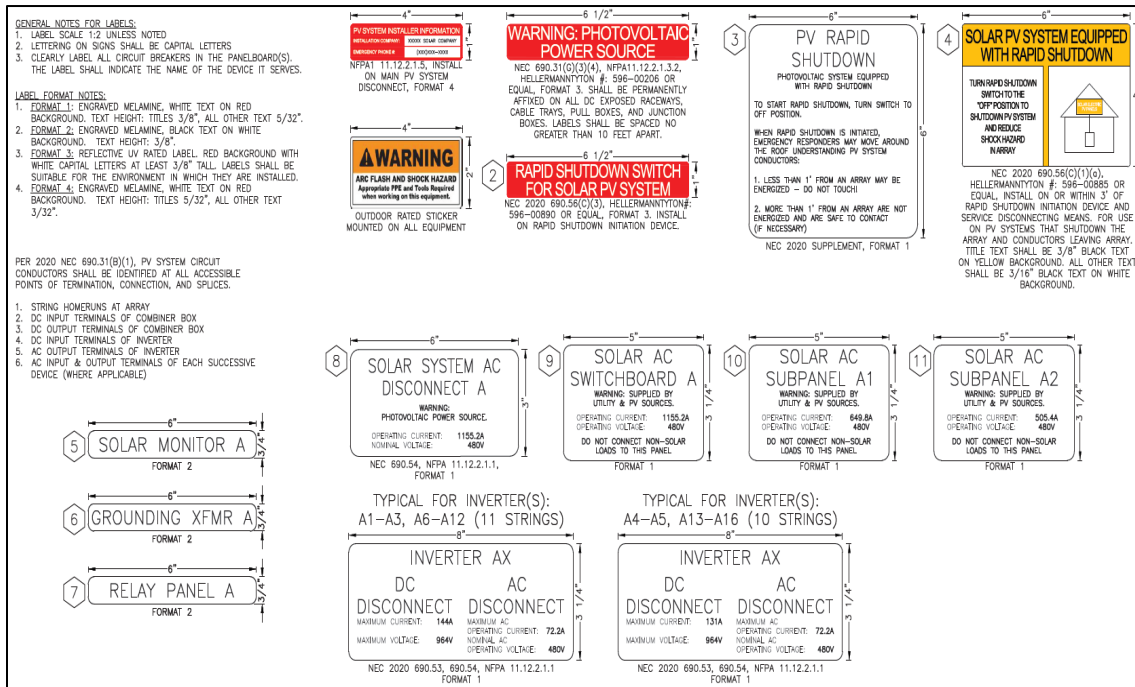 GENERAL NOTES FOR LABELS:
1. LABEL SCALE 1:2 UNLESS NOTED
2. LETTERING ON SIGNS SHALL BE CAPITAL LETTERS
3. CLEARLY LABEL ALL CIRCUIT BREAKERS IN THE PANELBOARD(S).
THE LABEL SHALL INDICATE THE NAME OF THE DEVICE IT SERVES.
LABEL FORMAT NOTES:
1. FORMAT 1: ENGRAVED MELAMINE, WHITE TEXT ON RED
BACKGROUND. TEXT HEIGHT: TITLES 3/8", ALL OTHER TEXT 5/32".
2. FORMAT 2: ENGRAVED MELAMINE, BLACK TEXT ON WHITE
BACKGROUND. TEXT HEIGHT: 3/8".
3. FORMAT 3: REFLECTIVE UV RATED LABEL. RED BACKGROUND WITH
WHITE CAPITAL LETTERS AT LEAST 3/8" TALL. LABELS SHALL BE
SUITABLE FOR THE ENVIRONMENT IN WHICH THEY ARE INSTALLED.
4. FORMAT 4: ENGRAVED MELAMINE, WHITE TEXT ON RED
BACKGROUND. TEXT HEIGHT: TITLES 5/32", ALL OTHER TEXT
3/32".
PER 2020 NEC 690.31(B)(1), PV SYSTEM CIRCUIT
CONDUCTORS SHALL BE IDENTIFIED AT ALL ACCESSIBLE
POINTS OF TERMINATION, CONNECTION, AND SPLICES.
1. STRING HOMERUNS AT ARRAY
2. DC INPUT TERMINALS OF COMBINER BOX
3. DC OUTPUT TERMINALS OF COMBINER BOX
4. DC INPUT TERMINALS OF INVERTER
5. AC OUTPUT TERMINALS OF INVERTER
6. AC INPUT & OUTPUT TERMINALS OF EACH SUCCESSIVE
DEVICE (WHERE APPLICABLE)
4"
PV SYSTEM INSTALLER INFORMATION
INSTALLATION COMPANY: XXXXX SOLAR COMPANY
EMERGENCY PHONE #: (XXX)XXX-XXXX
1"
NFPA1 11.12.2.1.5, INSTALL
ON MAIN PV SYSTEM
DISCONNECT, FORMAT 4
4"
WARNING
ARC FLASH AND SHOCK HAZARD
Appropriate PPE and Tools Required
when working on this equipment.
2"
OUTDOOR RATED STICKER
MOUNTED ON ALL EQUIPMENT
6 1/2"
WARNING: PHOTOVOLTAIC
POWER SOURCE
1"
NEC 690.31(G)(3)(4), NFPA11.12.2.1.3.2,
HELLERMANNTYTON #: 596-00206 OR
EQUAL, FORMAT 3. SHALL BE PERMANENTLY
AFFIXED ON ALL DC EXPOSED RACEWAYS,
CABLE TRAYS, PULL BOXES, AND JUNCTION
BOXES. LABELS SHALL BE SPACED NO
GREATER THAN 10 FEET APART.
2
6 1/2"
RAPID SHUTDOWN SWITCH
FOR SOLAR PV SYSTEM
1"
NEC 2020 690.56(C)(3), HELLERMANNTYTON#:
596-00890 OR EQUAL, FORMAT 3. INSTALL
ON RAPID SHUTDOWN INITIATION DEVICE.
3
6"
PV RAPID
SHUTDOWN
PHOTOVOLTAIC SYSTEM EQUIPPED
WITH RAPID SHUTDOWN
TO START RAPID SHUTDOWN, TURN SWITCH TO
OFF POSITION.
WHEN RAPID SHUTDOWN IS INITIATED,
EMERGENCY RESPONDERS MAY MOVE AROUND
THE ROOF UNDERSTANDING PV SYSTEM
CONDUCTORS:
1. LESS THAN 1' FROM AN ARRAY MAY BE
ENERGIZED – DO NOT TOUCH!
2. MORE THAN 1' FROM AN ARRAY ARE NOT
ENERGIZED AND ARE SAFE TO CONTACT
(IF NECESSARY)
6"
NEC 2020 SUPPLEMENT, FORMAT 1
4
6"
SOLAR PV SYSTEM EQUIPPED
WITH RAPID SHUTDOWN
TURN RAPID SHUTDOWN
SWITCH TO THE
"OFF" POSITION TO
SHUTDOWN PV SYSTEM
AND REDUCE
SHOCK HAZARD
IN ARRAY
NEC 2020 690.56(C)(1)(a),
HELLERMANNTYTON #: 596-00885 OR
EQUAL, INSTALL ON OR WITHIN 3' OF
RAPID SHUTDOWN INITIATION DEVICE AND
SERVICE DISCONNECTING MEANS. FOR USE
ON PV SYSTEMS THAT SHUTDOWN THE
ARRAY AND CONDUCTORS LEAVING ARRAY.
TITLE TEXT SHALL BE 3/8" BLACK TEXT
ON YELLOW BACKGROUND. ALL OTHER TEXT
SHALL BE 3/16" BLACK TEXT ON WHITE
BACKGROUND.
5
6"
SOLAR MONITOR A
3/4"
FORMAT 2
6
6"
GROUNDING XFMR A
3/4"
FORMAT 2
7
6"
RELAY PANEL A
3/4"
FORMAT 2
8
6"
SOLAR SYSTEM AC
DISCONNECT A
WARNING:
PHOTOVOLTAIC POWER SOURCE.
OPERATING CURRENT: 1155.2A
NOMINAL VOLTAGE: 480V
3"
NEC 690.54, NFPA 11.12.2.1.1,
FORMAT 1
9
5"
SOLAR AC
SWITCHBOARD A
WARNING: SUPPLIED BY
UTILITY & PV SOURCES.
OPERATING CURRENT: 1155.2A
OPERATING VOLTAGE: 480V
DO NOT CONNECT NON-SOLAR
LOADS TO THIS PANEL
3 1/4"
FORMAT 1
10
5"
SOLAR AC
SUBPANEL A1
WARNING: SUPPLIED BY
UTILITY & PV SOURCES.
OPERATING CURRENT: 649.8A
OPERATING VOLTAGE: 480V
DO NOT CONNECT NON-SOLAR
LOADS TO THIS PANEL
3 1/4"
FORMAT 1
11
5"
SOLAR AC
SUBPANEL A2
WARNING: SUPPLIED BY
UTILITY & PV SOURCES.
OPERATING CURRENT: 505.4A
OPERATING VOLTAGE: 480V
DO NOT CONNECT NON-SOLAR
LOADS TO THIS PANEL
3 1/4"
FORMAT 1
TYPICAL FOR INVERTER(S):
A1-A3, A6-A12 (11 STRINGS)
8"
INVERTER AX
DC AC
DISCONNECT DISCONNECT
MAXIMUM CURRENT: 144A MAXIMUM AC
OPERATING CURRENT: 72.2A
MAXIMUM VOLTAGE: 964V NOMINAL AC
OPERATING VOLTAGE: 480V
3 1/4"
NEC 2020 690.53, 690.54, NFPA 11.12.2.1.1
FORMAT 1
TYPICAL FOR INVERTER(S):
A4-A5, A13-A16 (10 STRINGS)
8"
INVERTER AX
DC AC
DISCONNECT DISCONNECT
MAXIMUM CURRENT: 131A MAXIMUM AC
OPERATING CURRENT: 72.2A
MAXIMUM VOLTAGE: 964V NOMINAL AC
OPERATING VOLTAGE: 480V
3 1/4"
NEC 2020 690.53, 690.54, NFPA 11.12.2.1.1
FORMAT 1